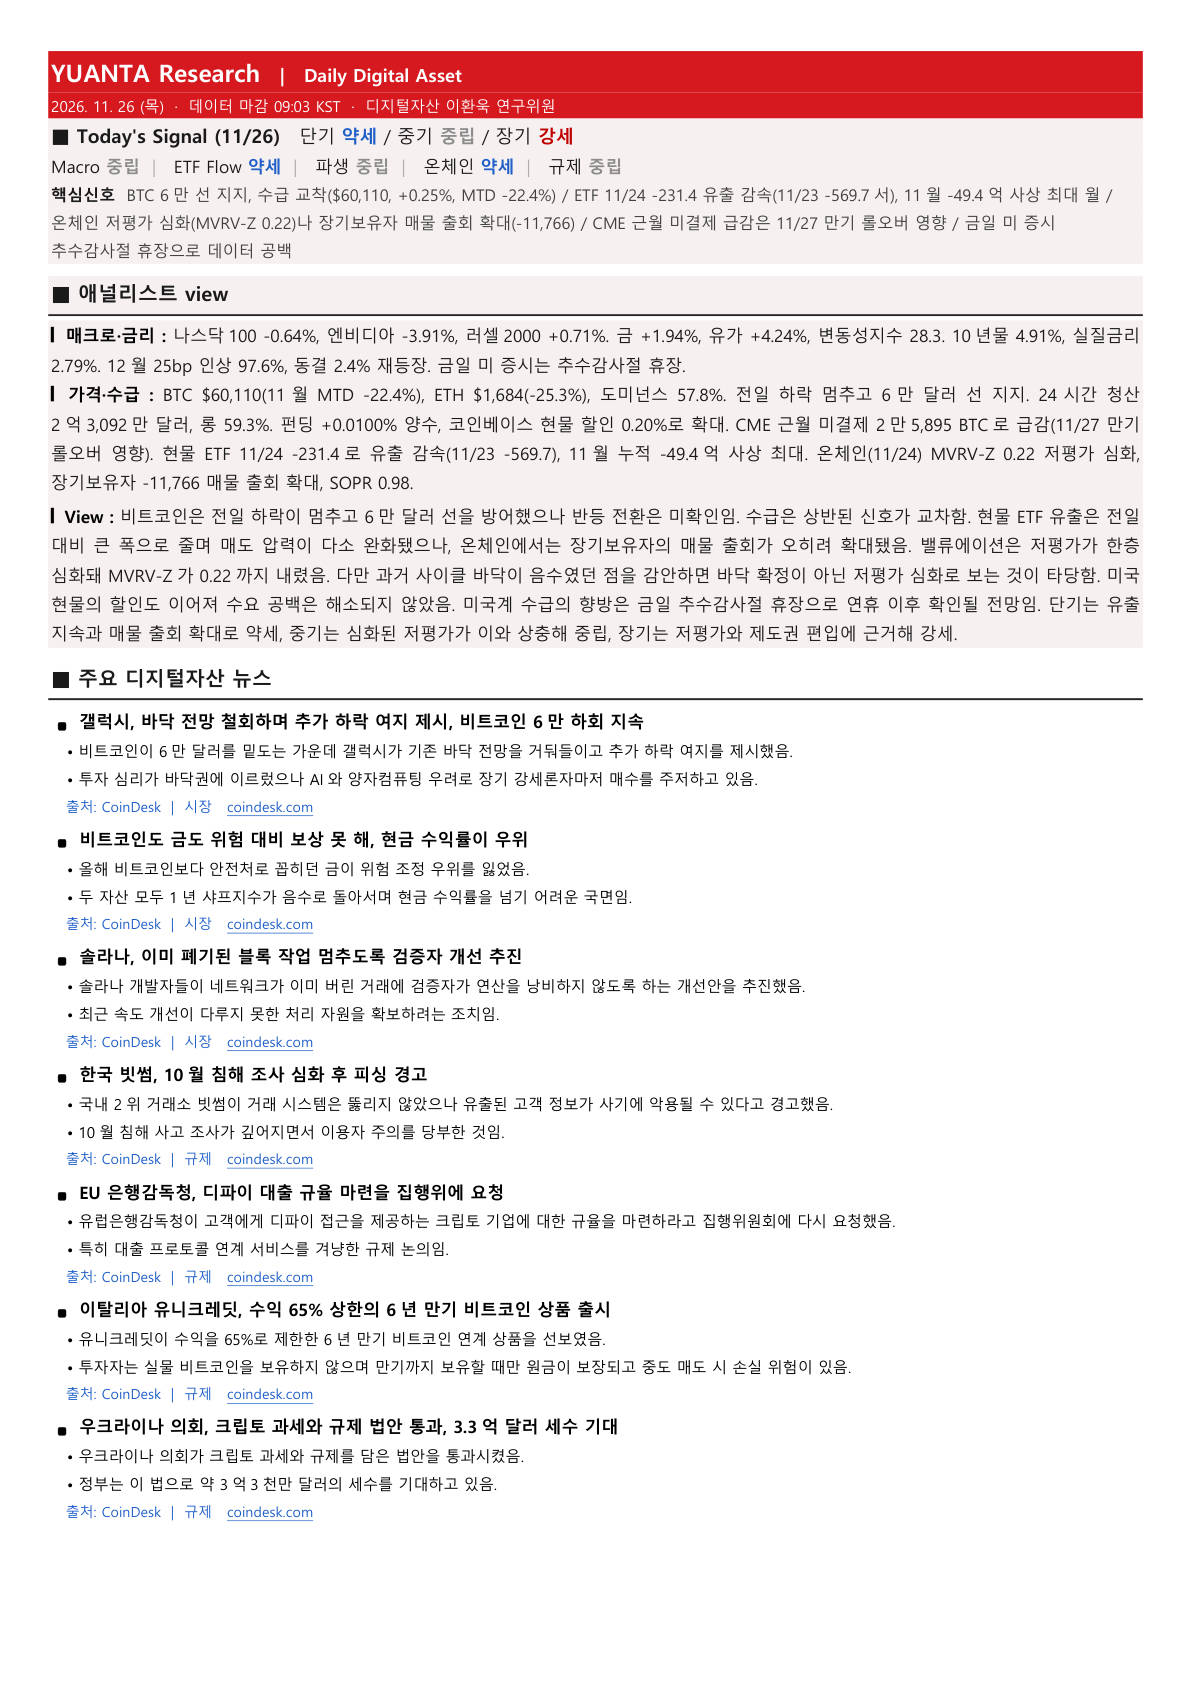 YUANTA Research | Daily Digital Asset
2026. 11. 26 (목) · 데이터 마감 09:03 KST · 디지털자산 이환욱 연구위원
■ Today's Signal (11/26) 단기 약세 / 중기 중립 / 장기 강세
Macro 중립 | ETF Flow 약세 | 파생 중립 | 온체인 약세 | 규제 중립
핵심신호 BTC 6만 선 지지, 수급 교착($60,110, +0.25%, MTD -22.4%) / ETF 11/24 -231.4 유출 감속(11/23 -569.7서), 11월 -49.4억 사상 최대 월 /
온체인 저평가 심화(MVRV-Z 0.22)나 장기보유자 매물 출회 확대(-11,766) / CME 근월 미결제 급감은 11/27 만기 롤오버 영향 / 금일 미 증시
추수감사절 휴장으로 데이터 공백
■ 애널리스트 view
▎매크로·금리 : 나스닥 100 -0.64%, 엔비디아 -3.91%, 러셀 2000 +0.71%. 금 +1.94%, 유가 +4.24%, 변동성지수 28.3. 10년물 4.91%, 실질금리
2.79%. 12월 25bp 인상 97.6%, 동결 2.4% 재등장. 금일 미 증시는 추수감사절 휴장.
▎가격·수급 : BTC $60,110(11월 MTD -22.4%), ETH $1,684(-25.3%), 도미넌스 57.8%. 전일 하락 멈추고 6만 달러 선 지지. 24시간 청산
2억 3,092만 달러, 롱 59.3%. 펀딩 +0.0100% 양수, 코인베이스 현물 할인 0.20%로 확대. CME 근월 미결제 2만 5,895 BTC로 급감(11/27 만기
롤오버 영향). 현물 ETF 11/24 -231.4로 유출 감속(11/23 -569.7), 11월 누적 -49.4억 사상 최대. 온체인(11/24) MVRV-Z 0.22 저평가 심화,
장기보유자 -11,766 매물 출회 확대, SOPR 0.98.
▎View : 비트코인은 전일 하락이 멈추고 6만 달러 선을 방어했으나 반등 전환은 미확인임. 수급은 상반된 신호가 교차함. 현물 ETF 유출은 전일
대비 큰 폭으로 줄며 매도 압력이 다소 완화됐으나, 온체인에서는 장기보유자의 매물 출회가 오히려 확대됐음. 밸류에이션은 저평가가 한층
심화돼 MVRV-Z가 0.22까지 내렸음. 다만 과거 사이클 바닥이 음수였던 점을 감안하면 바닥 확정이 아닌 저평가 심화로 보는 것이 타당함. 미국
현물의 할인도 이어져 수요 공백은 해소되지 않았음. 미국계 수급의 향방은 금일 추수감사절 휴장으로 연휴 이후 확인될 전망임. 단기는 유출
지속과 매물 출회 확대로 약세, 중기는 심화된 저평가가 이와 상충해 중립, 장기는 저평가와 제도권 편입에 근거해 강세.
■ 주요 디지털자산 뉴스
▪ 갤럭시, 바닥 전망 철회하며 추가 하락 여지 제시, 비트코인 6만 하회 지속
• 비트코인이 6만 달러를 밑도는 가운데 갤럭시가 기존 바닥 전망을 거둬들이고 추가 하락 여지를 제시했음.
• 투자 심리가 바닥권에 이르렀으나 AI와 양자컴퓨팅 우려로 장기 강세론자마저 매수를 주저하고 있음.
출처: CoinDesk | 시장 coindesk.com
▪ 비트코인도 금도 위험 대비 보상 못 해, 현금 수익률이 우위
• 올해 비트코인보다 안전처로 꼽히던 금이 위험 조정 우위를 잃었음.
• 두 자산 모두 1년 샤프지수가 음수로 돌아서며 현금 수익률을 넘기 어려운 국면임.
출처: CoinDesk | 시장 coindesk.com
▪ 솔라나, 이미 폐기된 블록 작업 멈추도록 검증자 개선 추진
• 솔라나 개발자들이 네트워크가 이미 버린 거래에 검증자가 연산을 낭비하지 않도록 하는 개선안을 추진했음.
• 최근 속도 개선이 다루지 못한 처리 자원을 확보하려는 조치임.
출처: CoinDesk | 시장 coindesk.com
▪ 한국 빗썸, 10월 침해 조사 심화 후 피싱 경고
• 국내 2위 거래소 빗썸이 거래 시스템은 뚫리지 않았으나 유출된 고객 정보가 사기에 악용될 수 있다고 경고했음.
• 10월 침해 사고 조사가 깊어지면서 이용자 주의를 당부한 것임.
출처: CoinDesk | 규제 coindesk.com
▪ EU 은행감독청, 디파이 대출 규율 마련을 집행위에 요청
• 유럽은행감독청이 고객에게 디파이 접근을 제공하는 크립토 기업에 대한 규율을 마련하라고 집행위원회에 다시 요청했음.
• 특히 대출 프로토콜 연계 서비스를 겨냥한 규제 논의임.
출처: CoinDesk | 규제 coindesk.com
▪ 이탈리아 유니크레딧, 수익 65% 상한의 6년 만기 비트코인 상품 출시
• 유니크레딧이 수익을 65%로 제한한 6년 만기 비트코인 연계 상품을 선보였음.
• 투자자는 실물 비트코인을 보유하지 않으며 만기까지 보유할 때만 원금이 보장되고 중도 매도 시 손실 위험이 있음.
출처: CoinDesk | 규제 coindesk.com
▪ 우크라이나 의회, 크립토 과세와 규제 법안 통과, 3.3억 달러 세수 기대
• 우크라이나 의회가 크립토 과세와 규제를 담은 법안을 통과시켰음.
• 정부는 이 법으로 약 3억 3천만 달러의 세수를 기대하고 있음.
출처: CoinDesk | 규제 coindesk.com